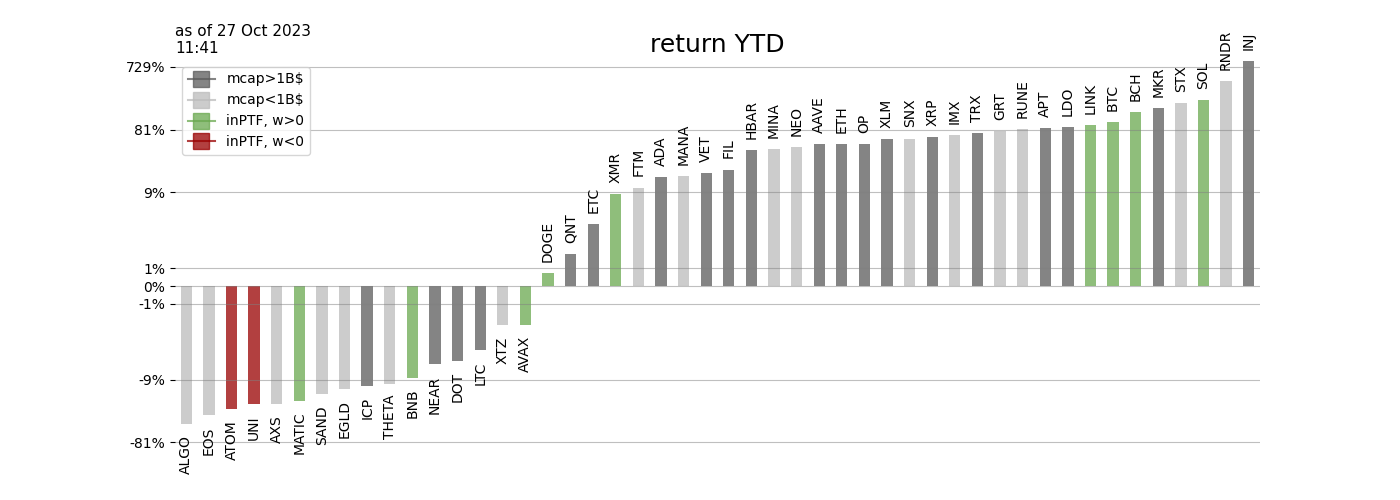 as of 27 Oct 2023
11:41
return YTD
729%
81%
9%
1%
0%
-1%
-9%
-81%
mcap>1B$
mcap<1B$
inPTF, w>0
inPTF, w<0
ALGO
EOS
ATOM
UNI
AXS
MATIC
SAND
EGLD
ICP
THETA
BNB
NEAR
DOT
LTC
XTZ
AVAX
DOGE
QNT
ETC
XMR
FTM
ADA
MANA
VET
FIL
HBAR
MINA
NEO
AAVE
ETH
OP
XLM
SNX
XRP
IMX
TRX
GRT
RUNE
APT
LDO
LINK
BTC
BCH
MKR
STX
SOL
RNDR
INJ